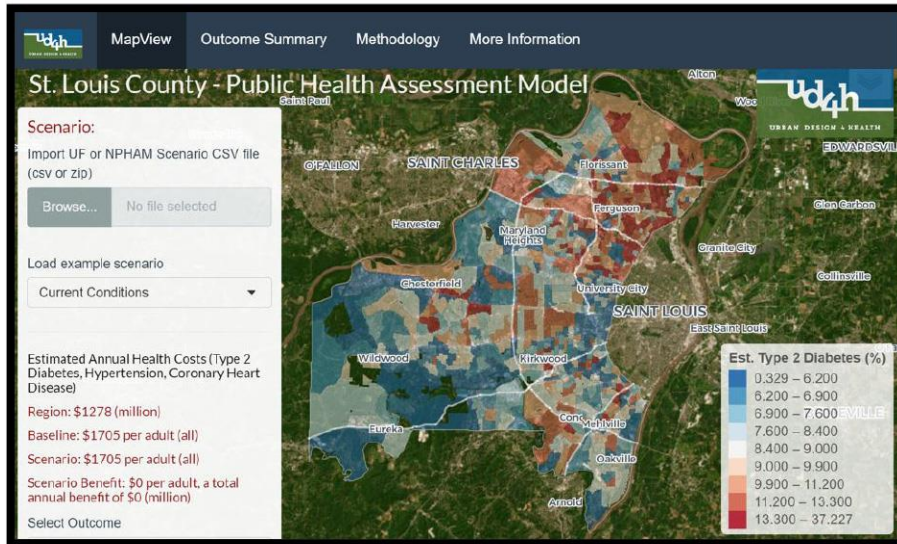 ud4h
URBAN DESIGN 4 HEALTH
MapView
Outcome Summary
Methodology
More Information
St. Louis County - Public Health Assessment Model
ud4h
URBAN DESIGN 4 HEALTH
Scenario:
Import UF or NPHAM Scenario CSV file
(csv or zip)
Browse...
No file selected
Load example scenario
Current Conditions
Estimated Annual Health Costs (Type 2
Diabetes, Hypertension, Coronary Heart
Disease)
Region: $1278 (million)
Baseline: $1705 per adult (all)
Scenario: $1705 per adult (all)
Scenario Benefit: $0 per adult, a total
annual benefit of $0 (million)
Select Outcome
Alton
Saint Paul
EDWARDSVIL
O'FALLON
SAINT CHARLES
Florissant
Ferguson
Glen Carbon
Harvester
Maryland
Heights
Granite City
Collinsville
Chesterfield
University City
SAINT LOUIS
East Saint Louis
Wildwood
Kirkwood
Eureka
Mehlville
Oakville
Arnold
Est. Type 2 Diabetes (%)
0.329 – 6.200
6.200 – 6.900
6.900 – 7.600
7.600 – 8.400
8.400 – 9.000
9.000 – 9.900
9.900 – 11.200
11.200 – 13.300
13.300 – 37.227